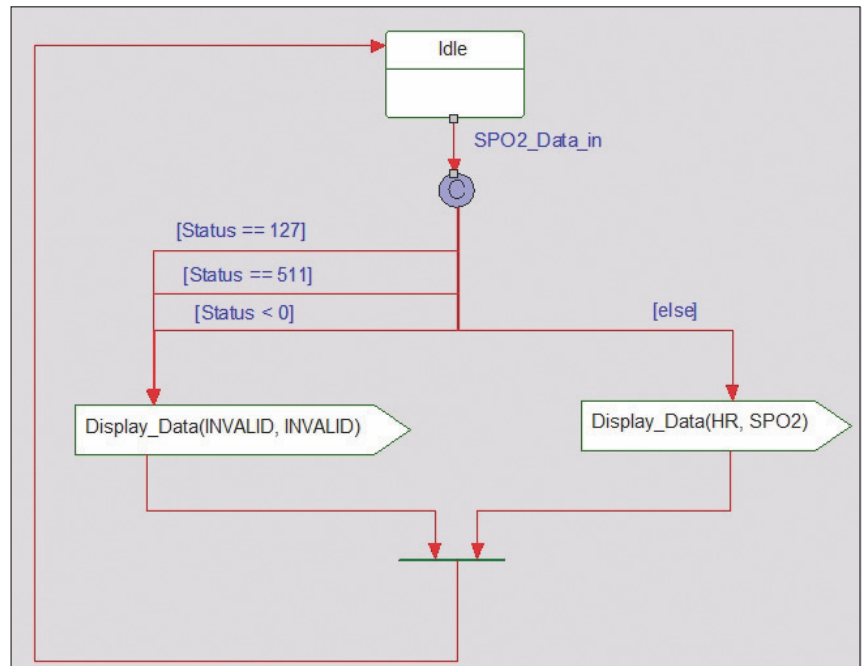 Idle
SPO2_Data_in
C
[Status == 127]
[Status == 511]
[Status < 0]
[else]
Display_Data(INVALID, INVALID)
Display_Data(HR, SPO2)